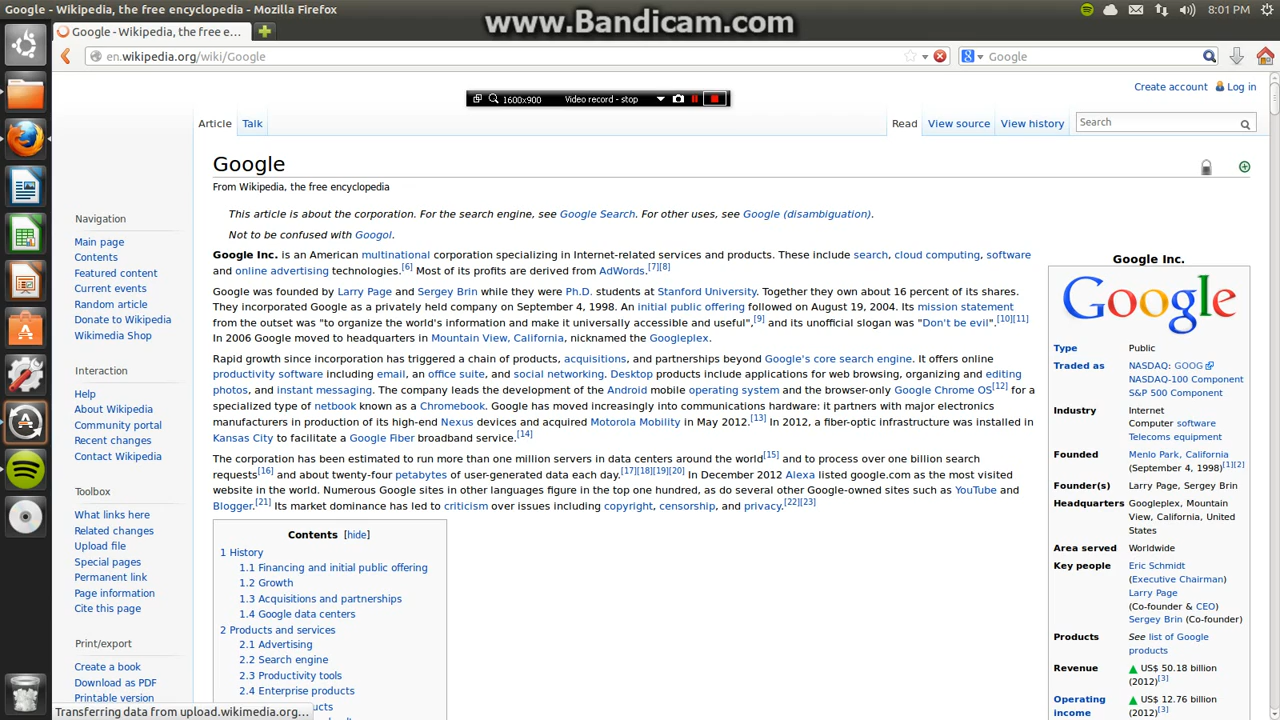 Google - Wikipedia, the free encyclopedia - Mozilla Firefox
www.Bandicam.com
8:01 PM
Google - Wikipedia, the free e...
en.wikipedia.org/wiki/Google
Google
1600x900 Video record - stop
Create account Log in
Article Talk
Read View source View history Search
Google
From Wikipedia, the free encyclopedia
This article is about the corporation. For the search engine, see Google Search. For other uses, see Google (disambiguation).
Not to be confused with Googol.
Google Inc. is an American multinational corporation specializing in Internet-related services and products. These include search, cloud computing, software
and online advertising technologies.[6] Most of its profits are derived from AdWords.[7][8]
Google was founded by Larry Page and Sergey Brin while they were Ph.D. students at Stanford University. Together they own about 16 percent of its shares.
They incorporated Google as a privately held company on September 4, 1998. An initial public offering followed on August 19, 2004. Its mission statement
from the outset was "to organize the world's information and make it universally accessible and useful",[9] and its unofficial slogan was "Don't be evil".[10][11]
In 2006 Google moved to headquarters in Mountain View, California, nicknamed the Googleplex.
Rapid growth since incorporation has triggered a chain of products, acquisitions, and partnerships beyond Google's core search engine. It offers online
productivity software including email, an office suite, and social networking. Desktop products include applications for web browsing, organizing and editing
photos, and instant messaging. The company leads the development of the Android mobile operating system and the browser-only Google Chrome OS[12] for a
specialized type of netbook known as a Chromebook. Google has moved increasingly into communications hardware: it partners with major electronics
manufacturers in production of its high-end Nexus devices and acquired Motorola Mobility in May 2012.[13] In 2012, a fiber-optic infrastructure was installed in
Kansas City to facilitate a Google Fiber broadband service.[14]
The corporation has been estimated to run more than one million servers in data centers around the world[15] and to process over one billion search
requests[16] and about twenty-four petabytes of user-generated data each day.[17][18][19][20] In December 2012 Alexa listed google.com as the most visited
website in the world. Numerous Google sites in other languages figure in the top one hundred, as do several other Google-owned sites such as YouTube and
Blogger.[21] Its market dominance has led to criticism over issues including copyright, censorship, and privacy.[22][23]
Contents [hide]
1 History
1.1 Financing and initial public offering
1.2 Growth
1.3 Acquisitions and partnerships
1.4 Google data centers
2 Products and services
2.1 Advertising
2.2 Search engine
2.3 Productivity tools
2.4 Enterprise products
Navigation
Main page
Contents
Featured content
Current events
Random article
Donate to Wikipedia
Wikimedia Shop
Interaction
Help
About Wikipedia
Community portal
Recent changes
Contact Wikipedia
Toolbox
What links here
Related changes
Upload file
Special pages
Permanent link
Page information
Cite this page
Print/export
Create a book
Download as PDF
Printable version
Transferring data from upload.wikimedia.org...
Google Inc.
Google
Type Public
Traded as NASDAQ: GOOG
NASDAQ-100 Component
S&P 500 Component
Industry Internet
Computer software
Telecoms equipment
Founded Menlo Park, California
(September 4, 1998)[1][2]
Founder(s) Larry Page, Sergey Brin
Headquarters Googleplex, Mountain
View, California, United
States
Area served Worldwide
Key people Eric Schmidt
(Executive Chairman)
Larry Page
(Co-founder & CEO)
Sergey Brin (Co-founder)
Products See list of Google
products
Revenue US$ 50.18 billion
(2012)[3]
Operating income US$ 12.76 billion
(2012)[3]